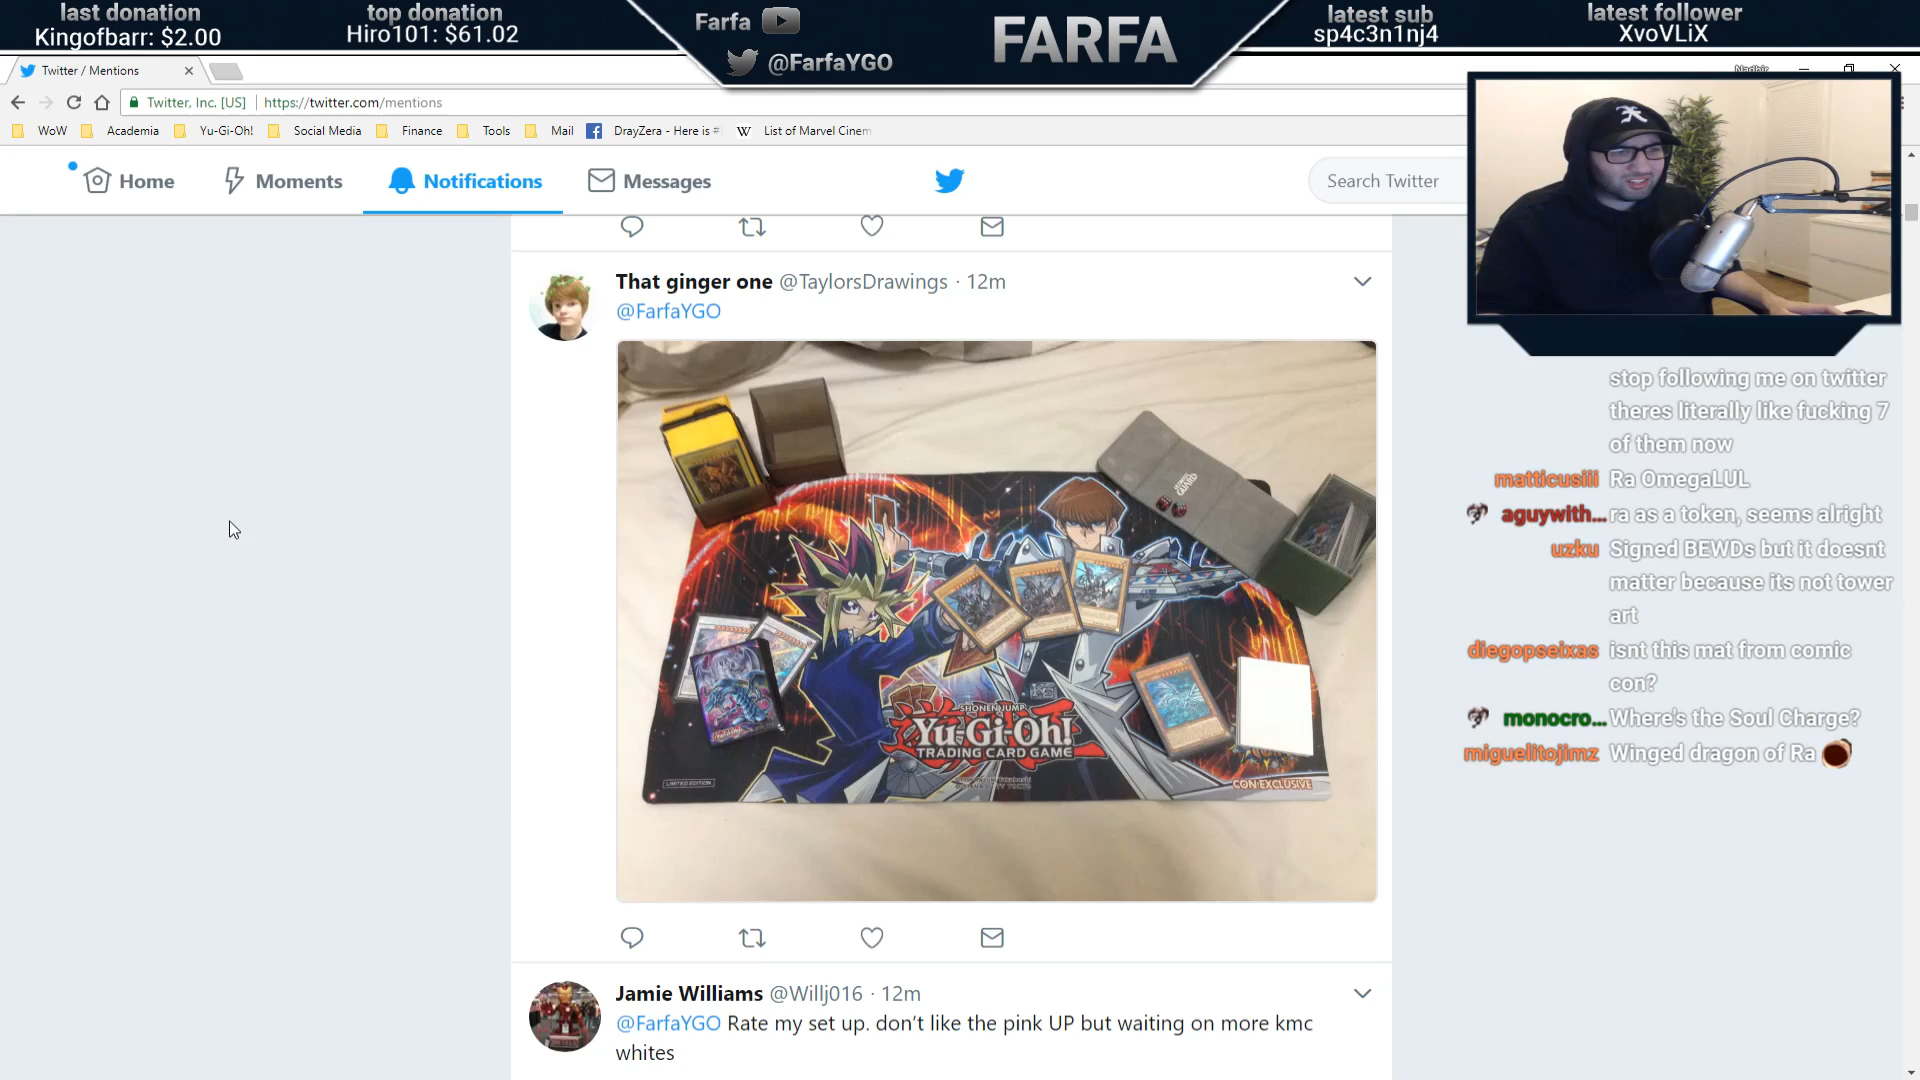 last donation
Kingofbarr: $2.00
top donation
Hiro101: $61.02
Farfa
@FarfaYGO
FARFA
latest sub
sp4c3n1nj4
latest follower
XvoVLiX
Twitter / Mentions
Twitter, Inc. [US]
https://twitter.com/mentions
WoW
Academia
Yu-Gi-Oh!
Social Media
Finance
Tools
Mail
DrayZera - Here is #
List of Marvel Cinem
Home
Moments
Notifications
Messages
Search Twitter
That ginger one @TaylorsDrawings · 12m
@FarfaYGO
GUARD
SHONEN JUMP
Yu-Gi-Oh!
TRADING CARD GAME
LIMITED EDITION
CON EXCLUSIVE
Jamie Williams @Willj016 · 12m
@FarfaYGO Rate my set up. don't like the pink UP but waiting on more kmc
whites
stop following me on twitter
theres literally like fucking 7
of them now
matticusiii Ra OmegaLUL
aguywith... ra as a token, seems alright
uzku Signed BEWDs but it doesnt
matter because its not tower
art
diegopseixas isnt this mat from comic
con?
monocro... Where's the Soul Charge?
miguelitojimz Winged dragon of Ra